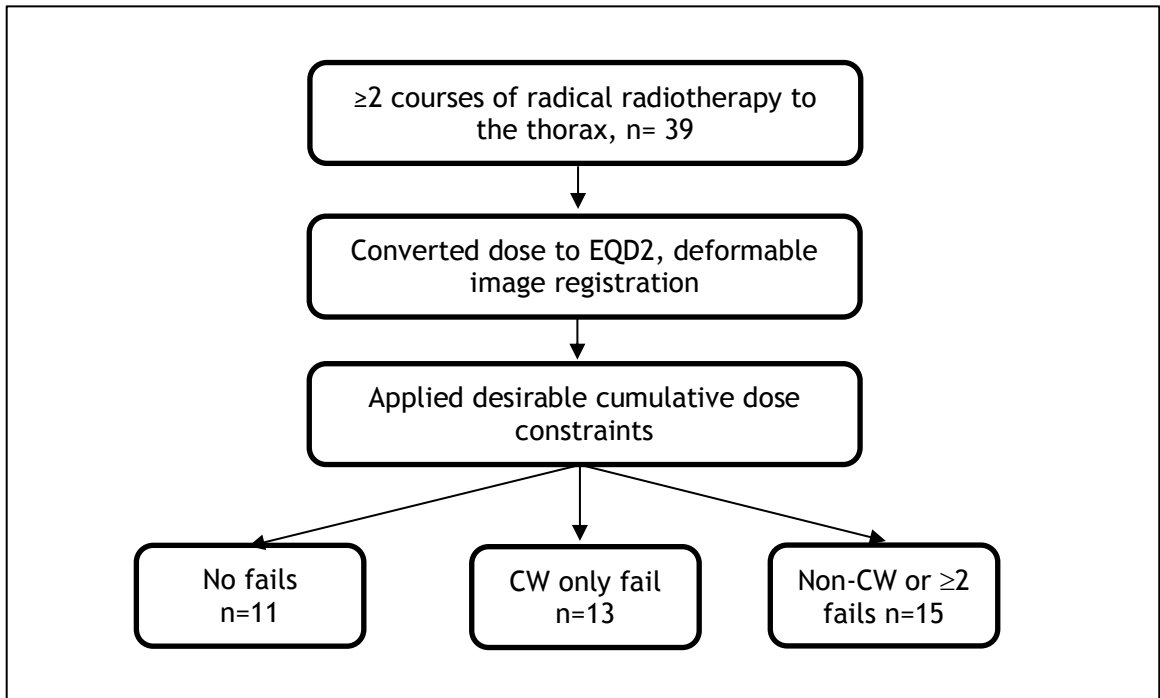 ≥2 courses of radical radiotherapy to
the thorax, n= 39
Converted dose to EQD2, deformable
image registration
Applied desirable cumulative dose
constraints
No fails
n=11
CW only fail
n=13
Non-CW or ≥2
fails n=15